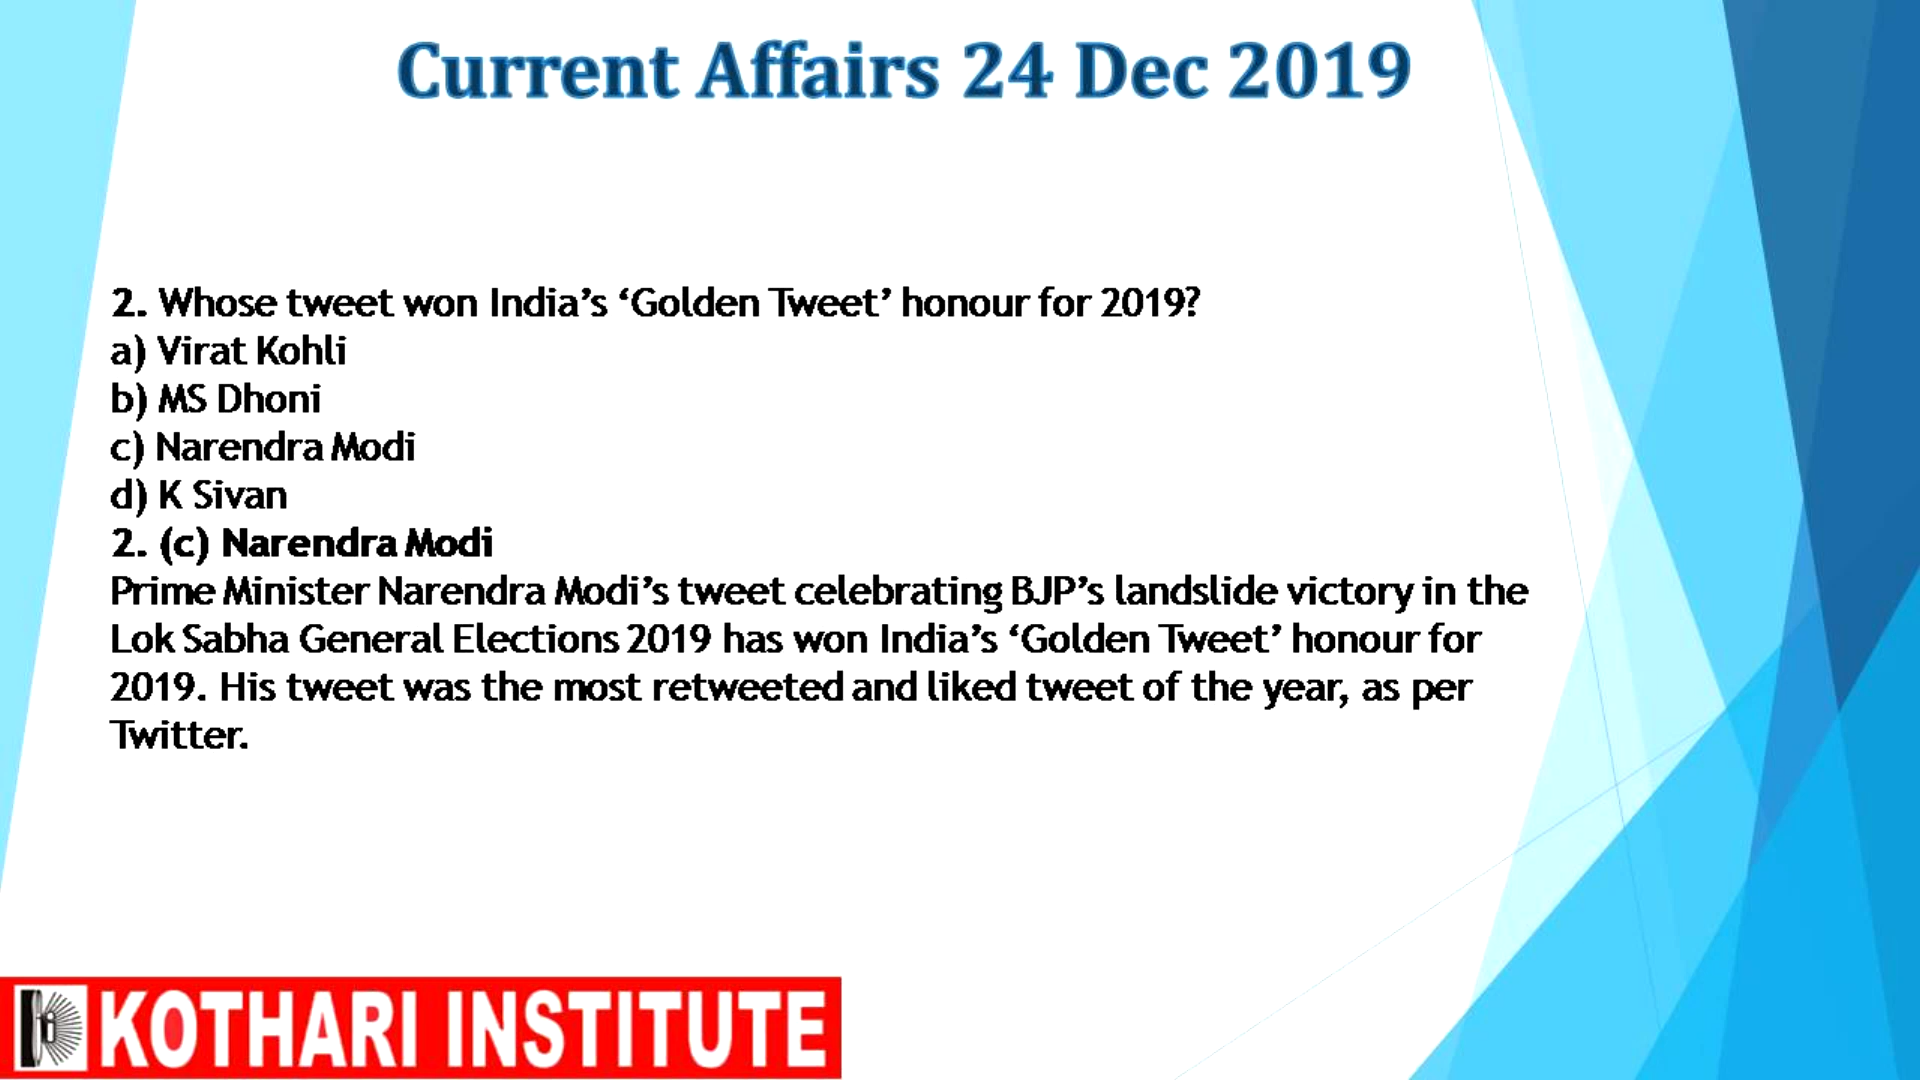 Current Affairs 24 Dec 2019
2. Whose tweet won India’s ‘Golden Tweet’ honour for 2019?
a) Virat Kohli
b) MS Dhoni
c) Narendra Modi
d) K Sivan
2. (c) Narendra Modi
Prime Minister Narendra Modi’s tweet celebrating BJP’s landslide victory in the
Lok Sabha General Elections 2019 has won India’s ‘Golden Tweet’ honour for
2019. His tweet was the most retweeted and liked tweet of the year, as per
Twitter.
KOTHARI INSTITUTE